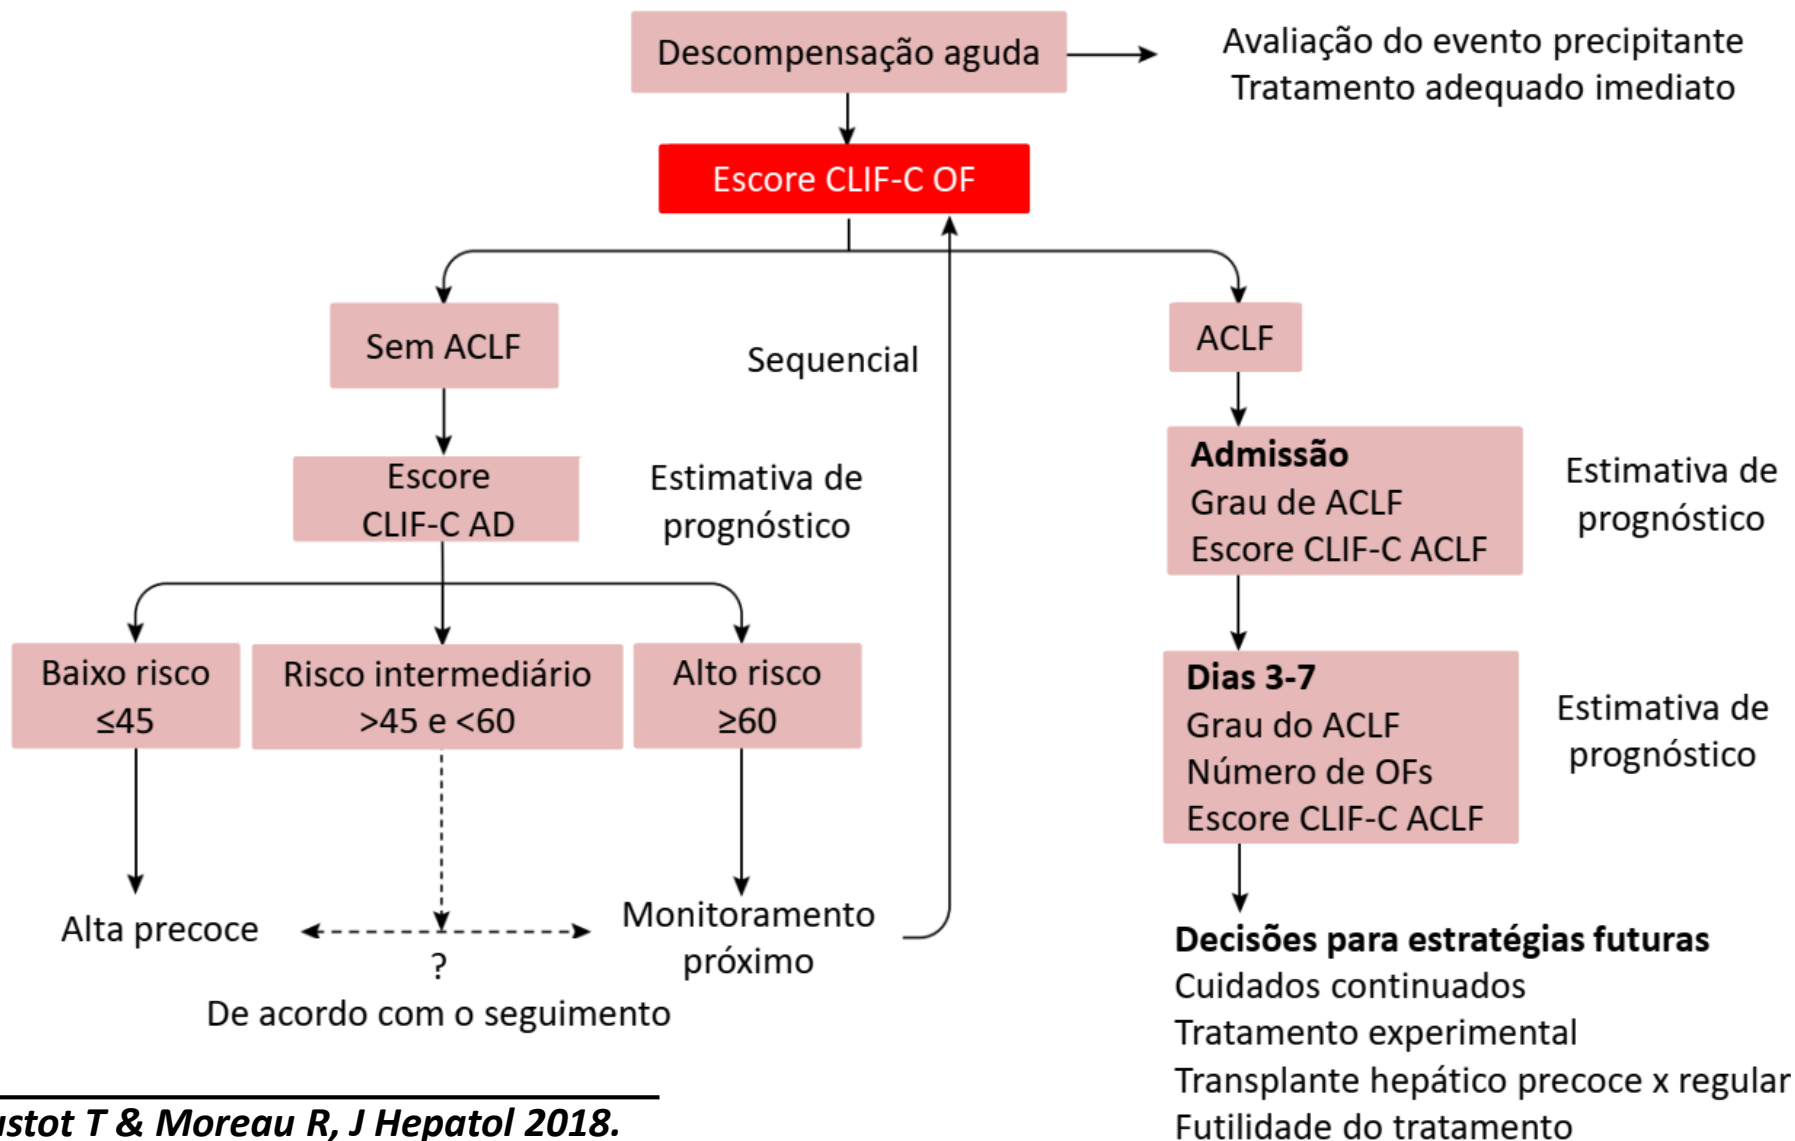 Descompensação aguda
Avaliação do evento precipitante
Tratamento adequado imediato
Escore CLIF-C OF
Sem ACLF
Sequencial
ACLF
Escore
CLIF-C AD
Estimativa de
prognóstico
Admissão
Grau de ACLF
Escore CLIF-C ACLF
Estimativa de
prognóstico
Baixo risco
≤45
Risco intermediário
>45 e <60
Alto risco
≥60
Dias 3-7
Grau do ACLF
Número de OFs
Escore CLIF-C ACLF
Estimativa de
prognóstico
Alta precoce
?
De acordo com o seguimento
Monitoramento
próximo
Decisões para estratégias futuras
Cuidados continuados
Tratamento experimental
Transplante hepático precoce x regular
Futilidade do tratamento
T & Moreau R, J Hepatol 2018.